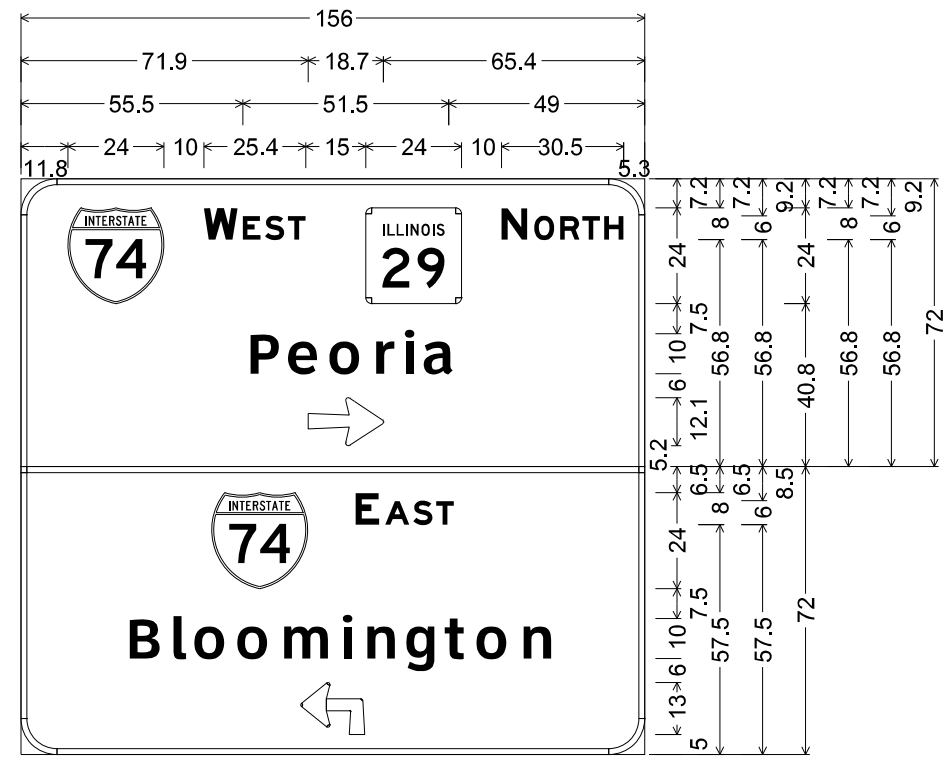 156
71.9 18.7 65.4
55.5 51.5 49
11.8 24 10 25.4 15 24 10 30.5 5.3
INTERSTATE
74
WEST
ILLINOIS
29
NORTH
Peoria
INTERSTATE
74
EAST
Bloomington
7.2 7.2 9.2 7.2 7.2 9.2
8 6 8 6
24 24
7.5
10 56.8 56.8 40.8 56.8 56.8 72
6
12.1
5.2
6.5 6.5 8.5
8 6
24
7.5
10 57.5 57.5 72
6
13
5